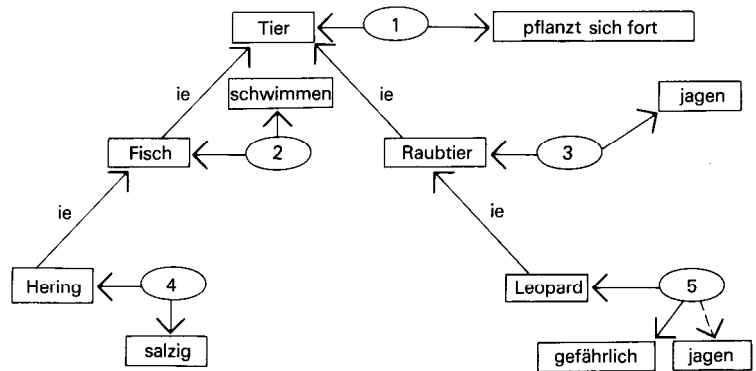 Tier 1 pflanzt sich fort
ie schwimmen ie jagen
Fisch 2 Raubtier 3
ie ie
Hering 4 Leopard 5
salzig gefährlich jagen